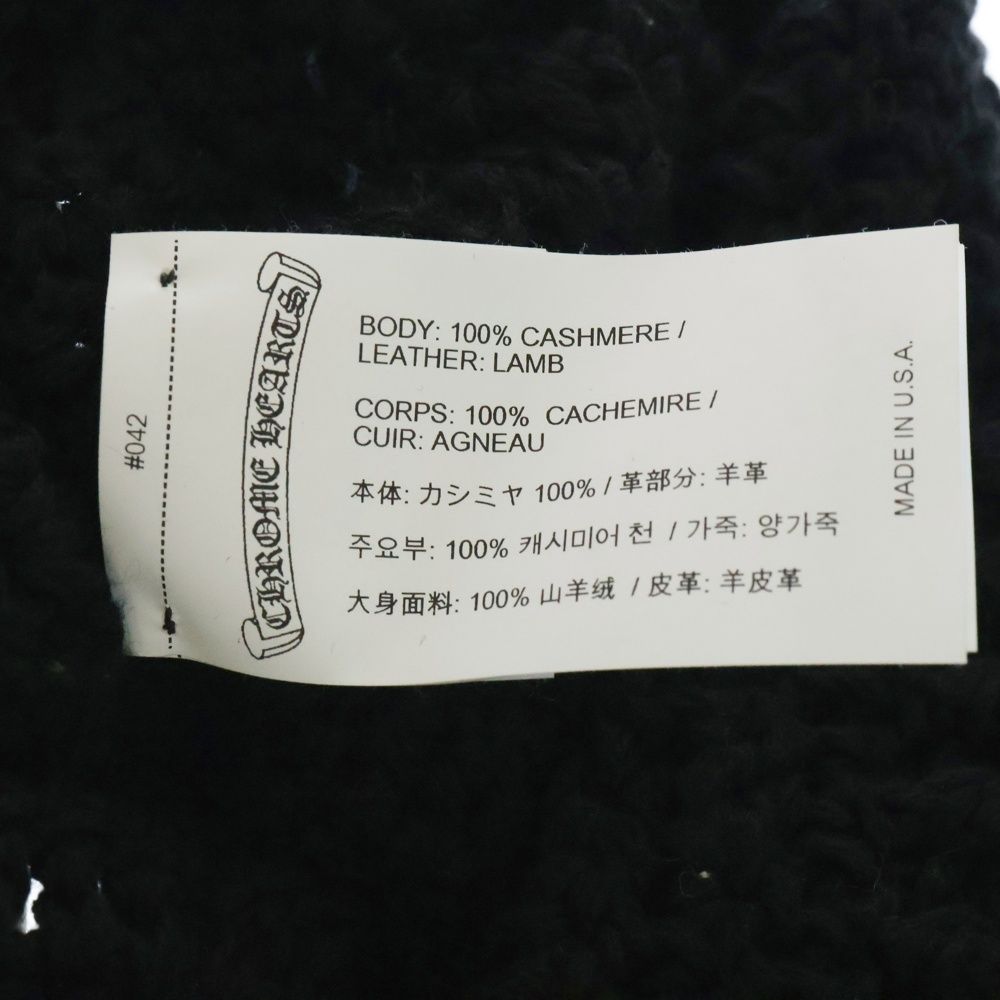 #042
CHROME HEARTS
BODY: 100% CASHMERE /
LEATHER: LAMB
CORPS: 100% CACHEMIRE /
CUIR: AGNEAU
本体: カシミヤ 100% / 革部分: 羊革
주요부: 100% 캐시미어 천 / 가죽: 양가죽
大身面料: 100% 山羊绒 / 皮革: 羊皮革
MADE IN U.S.A.